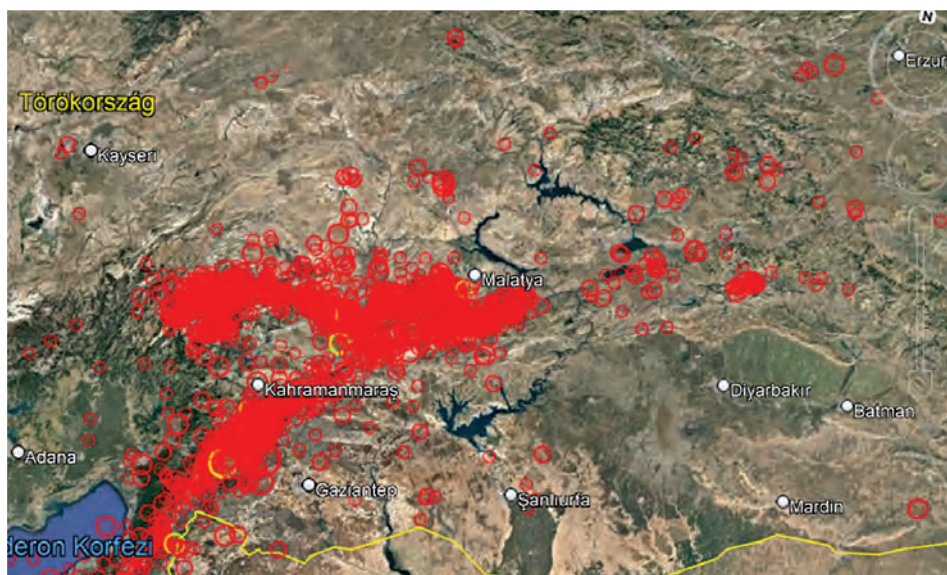 N
Erzur
Törökország
Kayseri
Malatya
Kahramanmaraş
Diyarbakır
Batman
Adana
Gaziantep
Şanlıurfa
Mardin
deron Korfezi